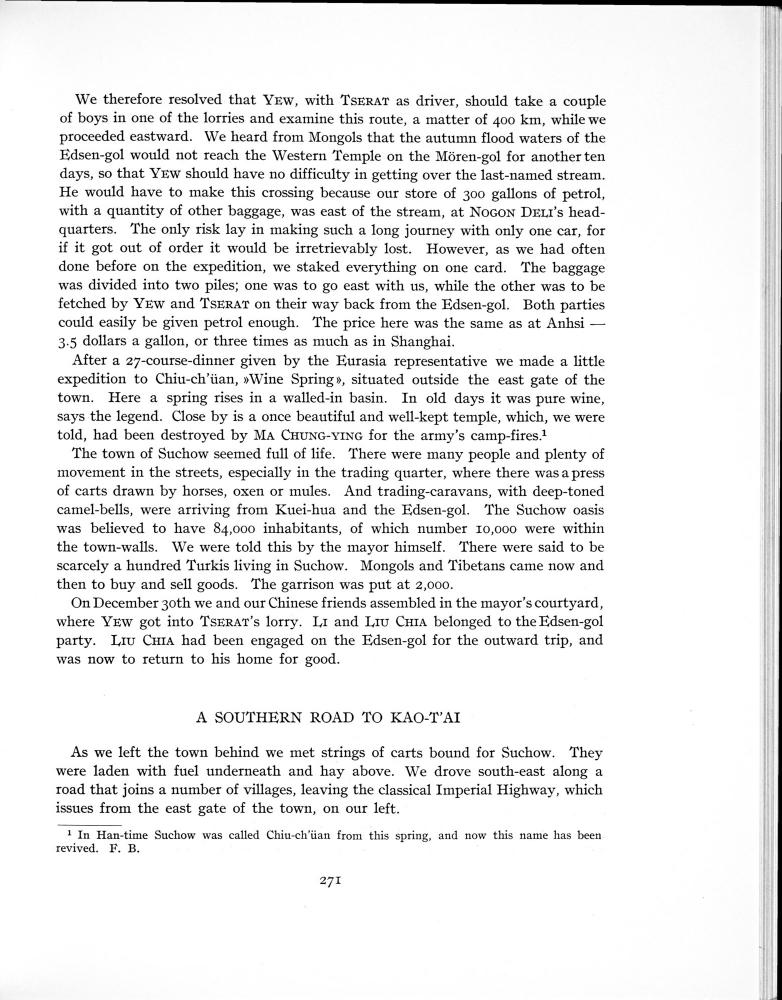 We therefore resolved that YEW, with TSERAT as driver, should take a couple
of boys in one of the lorries and examine this route, a matter of 400 km, while we
proceeded eastward. We heard from Mongols that the autumn flood waters of the
Edsen-gol would not reach the Western Temple on the Mören-gol for another ten
days, so that YEW should have no difficulty in getting over the last-named stream.
He would have to make this crossing because our store of 300 gallons of petrol,
with a quantity of other baggage, was east of the stream, at NOGON DELI's head-
quarters. The only risk lay in making such a long journey with only one car, for
if it got out of order it would be irretrievably lost. However, as we had often
done before on the expedition, we staked everything on one card. The baggage
was divided into two piles; one was to go east with us, while the other was to be
fetched by YEW and TSERAT on their way back from the Edsen-gol. Both parties
could easily be given petrol enough. The price here was the same as at Anhsi —
3.5 dollars a gallon, or three times as much as in Shanghai.
After a 27-course-dinner given by the Eurasia representative we made a little
expedition to Chiu-ch'üan, »Wine Spring», situated outside the east gate of the
town. Here a spring rises in a walled-in basin. In old days it was pure wine,
says the legend. Close by is a once beautiful and well-kept temple, which, we were
told, had been destroyed by MA CHUNG-YING for the army's camp-fires.¹
The town of Suchow seemed full of life. There were many people and plenty of
movement in the streets, especially in the trading quarter, where there was a press
of carts drawn by horses, oxen or mules. And trading-caravans, with deep-toned
camel-bells, were arriving from Kuei-hua and the Edsen-gol. The Suchow oasis
was believed to have 84,000 inhabitants, of which number 10,000 were within
the town-walls. We were told this by the mayor himself. There were said to be
scarcely a hundred Turkis living in Suchow. Mongols and Tibetans came now and
then to buy and sell goods. The garrison was put at 2,000.
On December 30th we and our Chinese friends assembled in the mayor's courtyard,
where YEW got into TSERAT's lorry. LI and LIU CHIA belonged to the Edsen-gol
party. LIU CHIA had been engaged on the Edsen-gol for the outward trip, and
was now to return to his home for good.
A SOUTHERN ROAD TO KAO-T'AI
As we left the town behind we met strings of carts bound for Suchow. They
were laden with fuel underneath and hay above. We drove south-east along a
road that joins a number of villages, leaving the classical Imperial Highway, which
issues from the east gate of the town, on our left.
¹ In Han-time Suchow was called Chiu-ch'üan from this spring, and now this name has been
revived. F. B.
271